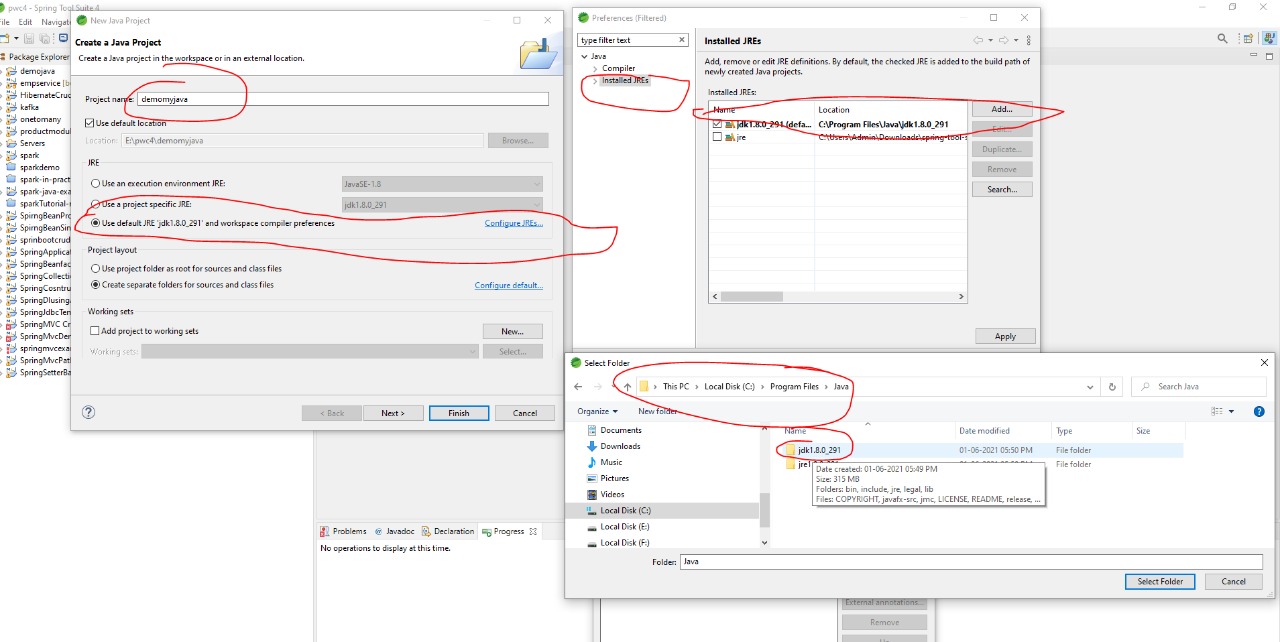 pwc4 - Spring Tool Suite 4
File Edit Navigate
Package Explorer
demojava
empservice
HibernateCrud
kafka
onetomany
productmodul
Servers
spark
sparkdemo
spark-in-pract
spark-java-exa
sparkTutorial-
SpringBeanPro
SpringBeanSin
sprinbootcrud
SpringApplica
SpringBeanfac
SpringCollectio
SpringCosntru
SpringDIusing
SpringJdbcTem
SpringMVC Cr
SpringMvcDem
springmvcexa
SpringMvcPath
SpringSetterBa
New Java Project
Create a Java Project
Create a Java project in the workspace or in an external location.
Project name: demomyjava
Use default location
Location: E:\pwc4\demomyjava Browse...
JRE
Use an execution environment JRE: JavaSE-1.8
Use a project specific JRE: jdk1.8.0_291
Use default JRE 'jdk1.8.0_291' and workspace compiler preferences Configure JREs...
Project layout
Use project folder as root for sources and class files
Create separate folders for sources and class files Configure default...
Working sets
Add project to working sets New...
Working sets: Select...
? < Back Next > Finish Cancel
Preferences (Filtered)
type filter text
Java
Compiler
Installed JREs
Installed JREs
Add, remove or edit JRE definitions. By default, the checked JRE is added to the build path of
newly created Java projects.
Installed JREs:
Name Location
jdk1.8.0_291 (defa... C:\Program Files\Java\jdk1.8.0_291
jre C:\Users\Admin\Downloads\spring-tool-s
Add...
Edit...
Duplicate...
Remove
Search...
Apply
Select Folder
This PC > Local Disk (C:) > Program Files > Java
Search Java
Organize New folder
Documents
Downloads
Music
Pictures
Videos
Local Disk (C:)
Local Disk (E:)
Local Disk (F:)
Name Date modified Type Size
jdk1.8.0_291 01-06-2021 05:50 PM File folder
File folder
Date created: 01-06-2021 05:49 PM
Size: 315 MB
Folders: bin, include, jre, legal, lib
Files: COPYRIGHT, javafx-src, jmc, LICENSE, README, release, ...
Folder: Java
Select Folder Cancel
Problems Javadoc Declaration Progress
No operations to display at this time.
External annotations...
Remove